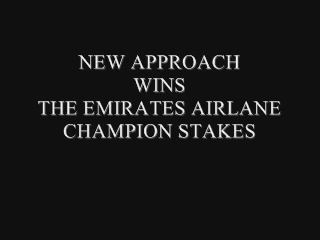 NEW APPROACH
WINS
THE EMIRATES AIRLANE
CHAMPION STAKES